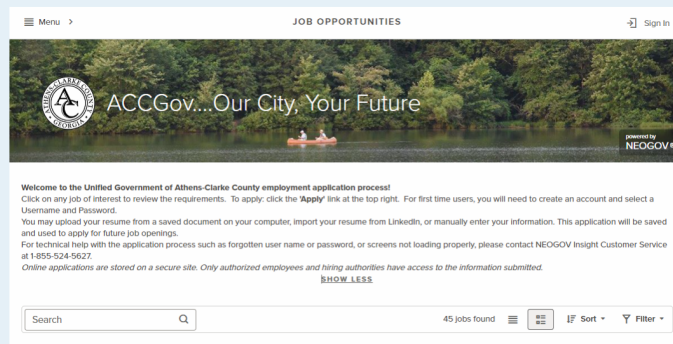 Menu
JOB OPPORTUNITIES
Sign In
ATHENS-CLARKE COUNTY
ACC
GEORGIA
ACCGov....Our City, Your Future
powered by
NEOGOV®
Welcome to the Unified Government of Athens-Clarke County employment application process!
Click on any job of interest to review the requirements.  To apply: click the 'Apply' link at the top right.  For first time users, you will need to create an account and select a
Username and Password.
You may upload your resume from a saved document on your computer, import your resume from LinkedIn, or manually enter your information. This application will be saved
and used to apply for future job openings.
For technical help with the application process such as forgotten user name or password, or screens not loading properly, please contact NEOGOV Insight Customer Service
at 1-855-524-5627.
Online applications are stored on a secure site. Only authorized employees and hiring authorities have access to the information submitted.
SHOW LESS
Search
45 jobs found
Sort
Filter